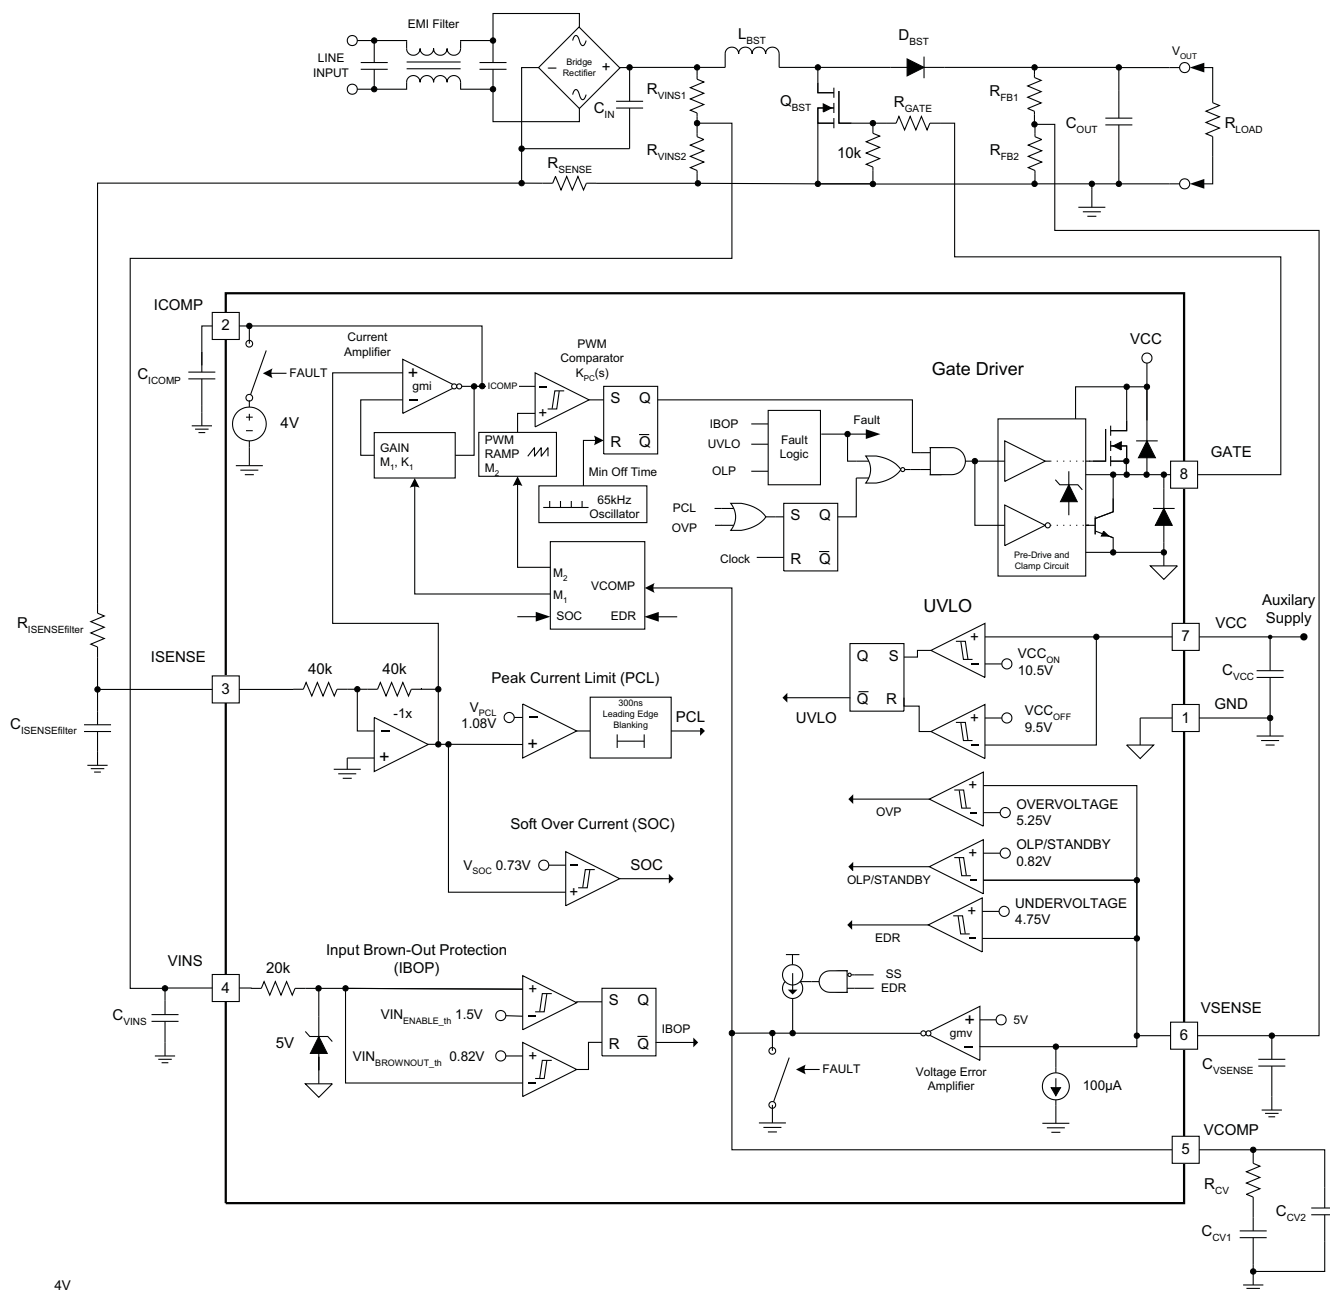 EMI Filter
LINE
INPUT
Bridge
Rectifier
− +
C_IN
R_VINS1
R_VINS2
R_SENSE
L_BST
D_BST
Q_BST
R_GATE
10k
R_FB1
R_FB2
C_OUT
V_OUT
R_LOAD
ICOMP
2
C_ICOMP
FAULT
+
−
4V
Current
Amplifier
+
gmi
−
ICOMP
GAIN
M1, K1
PWM
Comparator
K_PC(s)
−
+
PWM
RAMP
M2
S Q
R Q̅
Min Off Time
65kHz
Oscillator
M2
M1
VCOMP
SOC EDR
Gate Driver
IBOP
UVLO
OLP
Fault
Logic
Fault
PCL
OVP
Clock
S Q
R Q̅
Pre-Drive and
Clamp Circuit
VCC
GATE
8
R_ISENSEfilter
ISENSE
3
C_ISENSEfilter
40k
40k
-1x
−
+
Peak Current Limit (PCL)
V_PCL
1.08V
−
+
300ns
Leading Edge
Blanking
PCL
Soft Over Current (SOC)
V_SOC 0.73V
−
+
SOC
UVLO
Q S
Q̅ R
UVLO
+
−
VCC_ON
10.5V
+
−
VCC_OFF
9.5V
7
VCC
Auxilary
Supply
C_VCC
1
GND
OVP
+
−
OVERVOLTAGE
5.25V
OLP/STANDBY
+
−
OLP/STANDBY
0.82V
EDR
+
−
UNDERVOLTAGE
4.75V
Input Brown-Out Protection
(IBOP)
VINS
4
C_VINS
20k
5V
VIN_ENABLE_th 1.5V
+
−
VIN_BROWNOUT_th 0.82V
+
−
S Q
R Q̅
IBOP
SS
EDR
FAULT
+
gmv
−
5V
Voltage Error
Amplifier
100µA
VSENSE
6
C_VSENSE
VCOMP
5
R_CV
C_CV1
C_CV2
4V